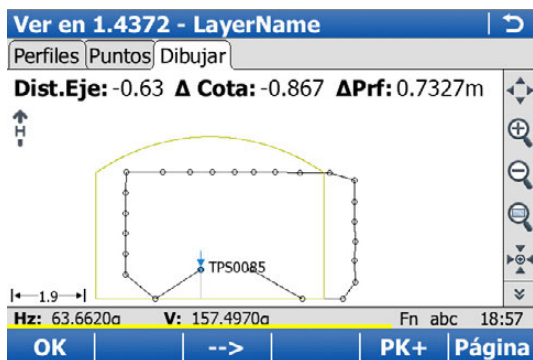 Ver en 1.4372 - LayerName
Perfiles Puntos Dibujar
Dist.Eje: -0.63 Δ Cota: -0.867 ΔPrf: 0.7327m
H
TPS0085
1.9
Hz: 63.6620g V: 157.4970g Fn abc 18:57
OK --> PK+ Página